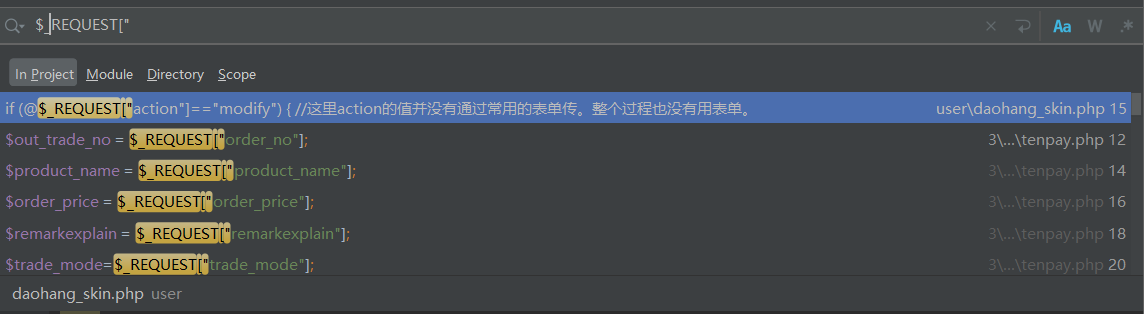 $_REQUEST["
Aa W .*
In Project Module Directory Scope
if (@$_REQUEST["action"]=="modify") { //这里action的值并没有通过常用的表单传。整个过程也没有用表单。 user\daohang_skin.php 15
$out_trade_no = $_REQUEST["order_no"]; 3\...\tenpay.php 12
$product_name = $_REQUEST["product_name"]; 3\...\tenpay.php 14
$order_price = $_REQUEST["order_price"]; 3\...\tenpay.php 16
$remarkexplain = $_REQUEST["remarkexplain"]; 3\...\tenpay.php 18
$trade_mode=$_REQUEST["trade_mode"]; 3\...\tenpay.php 20
daohang_skin.php user